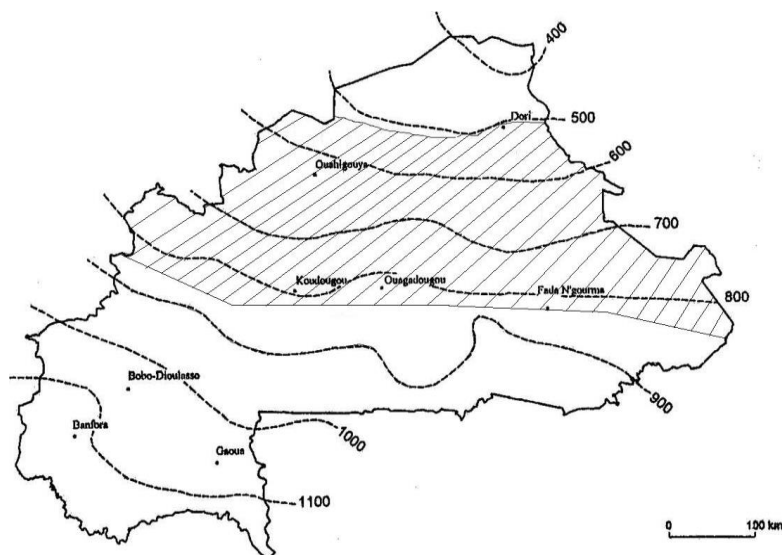 400
500
Dori
600
Ouahigouya
700
Koudougou
Ouagadougou
Fada N'gourma
800
Bobo-Dioulasso
900
Banfora
1000
Gaoua
1100
0 100 km